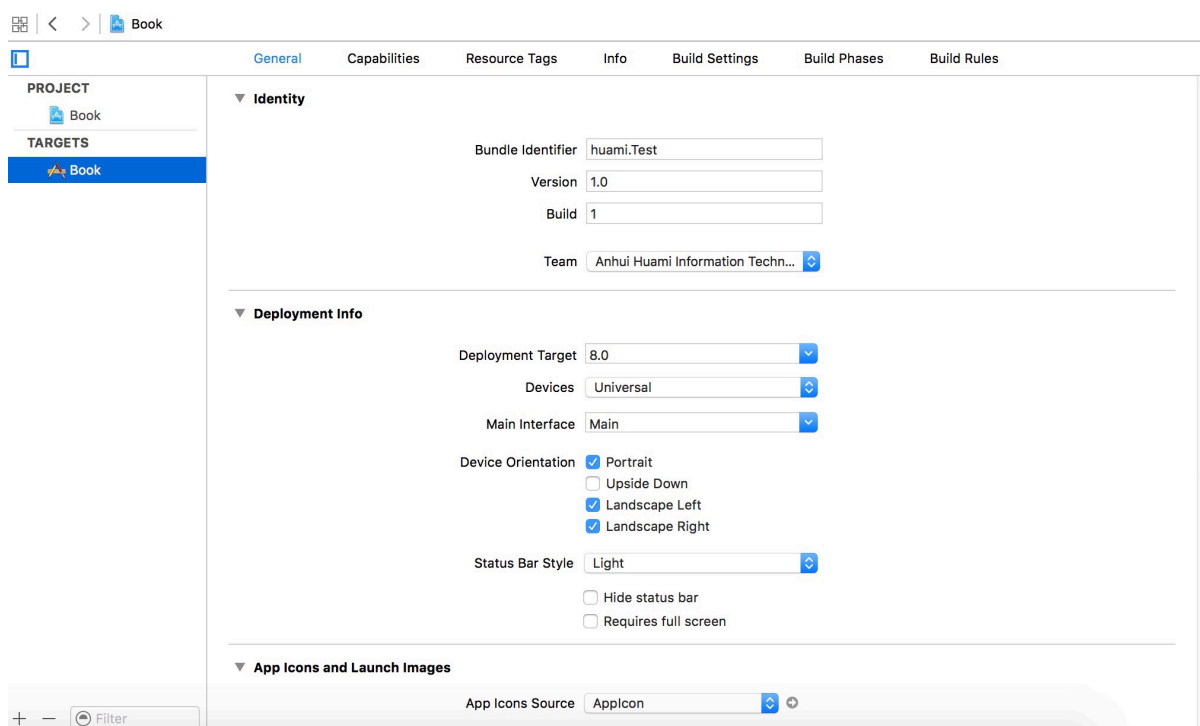 Book
General Capabilities Resource Tags Info Build Settings Build Phases Build Rules
PROJECT
Book
TARGETS
Book
Identity
Bundle Identifier huami.Test
Version 1.0
Build 1
Team Anhui Huami Information Techn...
Deployment Info
Deployment Target 8.0
Devices Universal
Main Interface Main
Device Orientation Portrait
Upside Down
Landscape Left
Landscape Right
Status Bar Style Light
Hide status bar
Requires full screen
App Icons and Launch Images
App Icons Source AppIcon
Filter